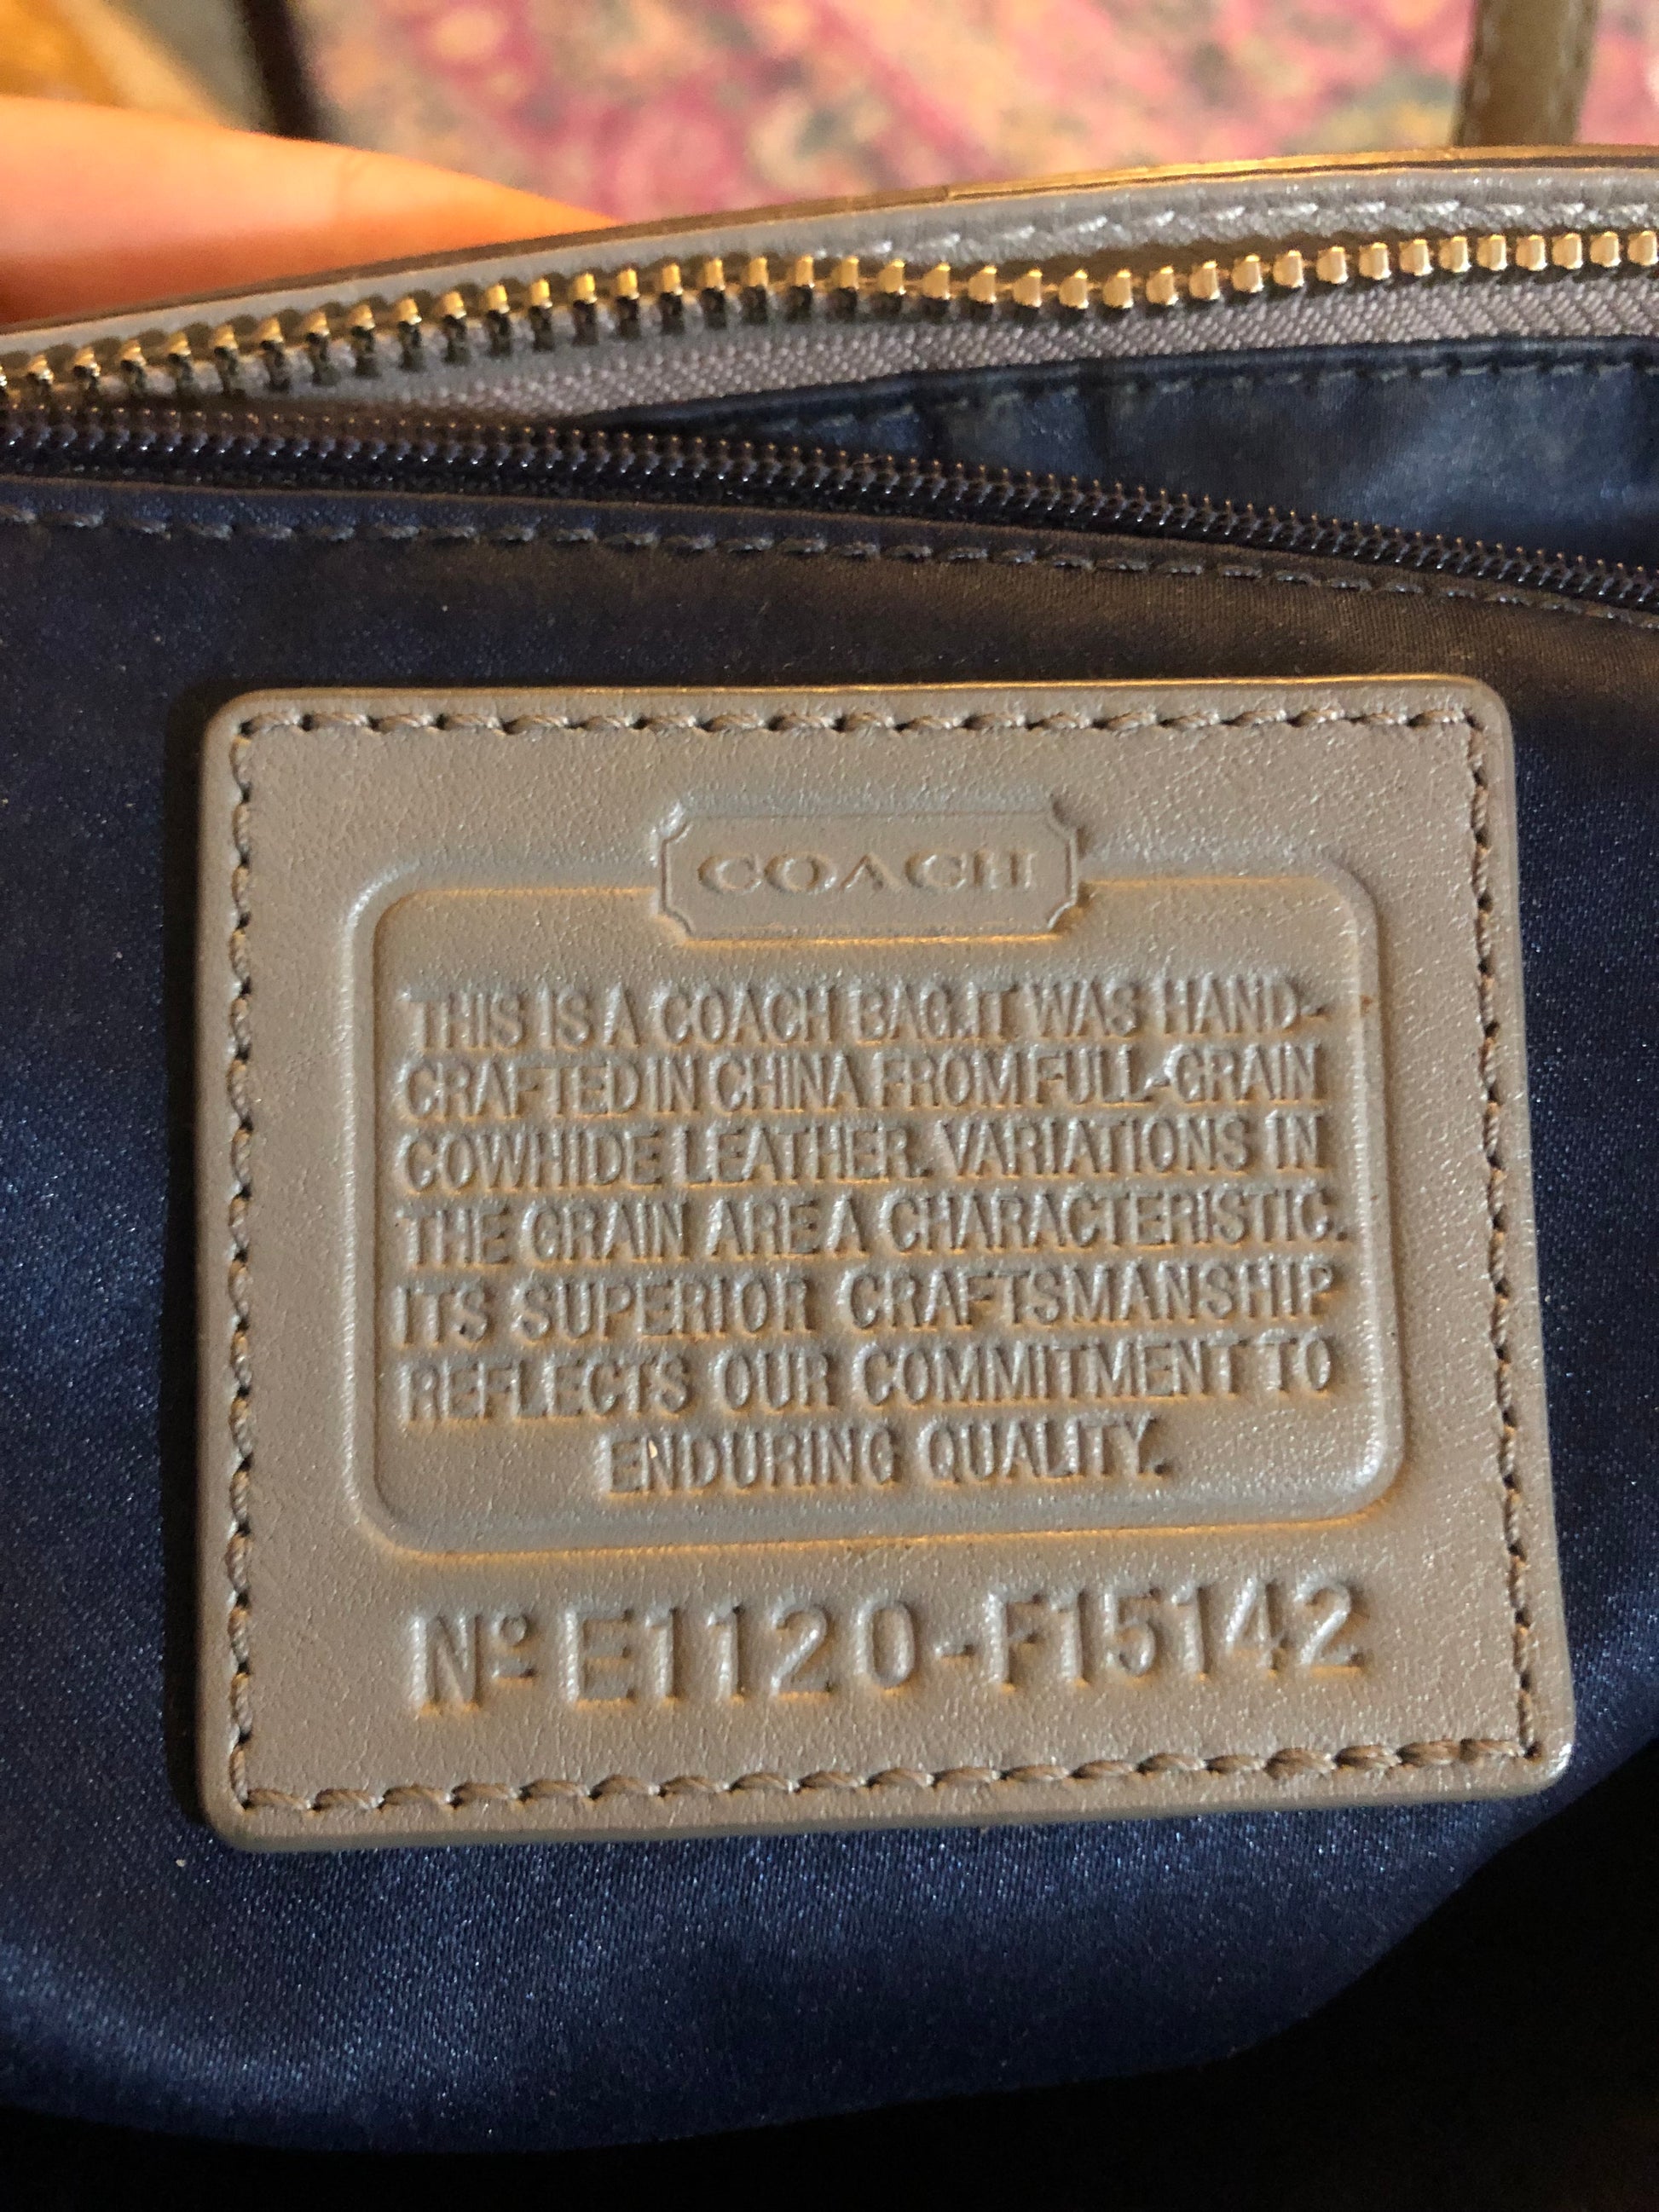 COACH
THIS IS A COACH BAG. IT WAS HAND-
CRAFTED IN CHINA FROM FULL-GRAIN
COWHIDE LEATHER. VARIATIONS IN
THE GRAIN ARE A CHARACTERISTIC.
ITS SUPERIOR CRAFTSMANSHIP
REFLECTS OUR COMMITMENT TO
ENDURING QUALITY.
Nº E1120-F15142